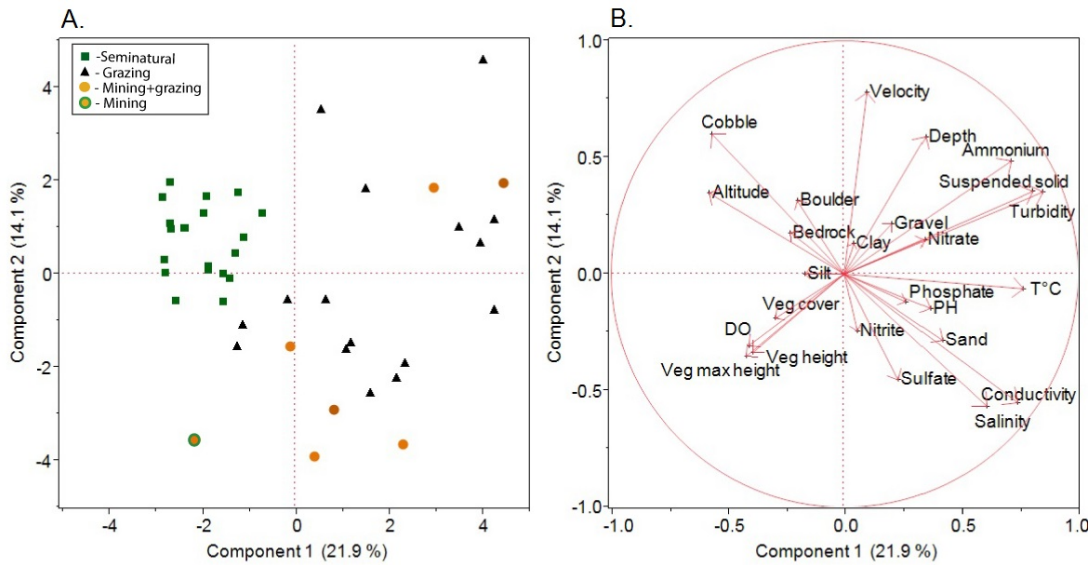 A.
-Seminatural
- Grazing
- Mining+grazing
- Mining
4
2
0
-2
-4
-4
-2
0
2
4
Component 2 (14.1 %)
Component 1 (21.9 %)
B.
1.0
0.5
0.0
-0.5
-1.0
-1.0
-0.5
0.0
0.5
1.0
Component 2 (14.1 %)
Component 1 (21.9 %)
Velocity
Cobble
Depth
Ammonium
Suspended solid
Altitude
Boulder
Turbidity
Gravel
Bedrock
Clay
Nitrate
Silt
T°C
Phosphate
Veg cover
PH
DO
Nitrite
Sand
Veg height
Veg max height
Sulfate
Conductivity
Salinity